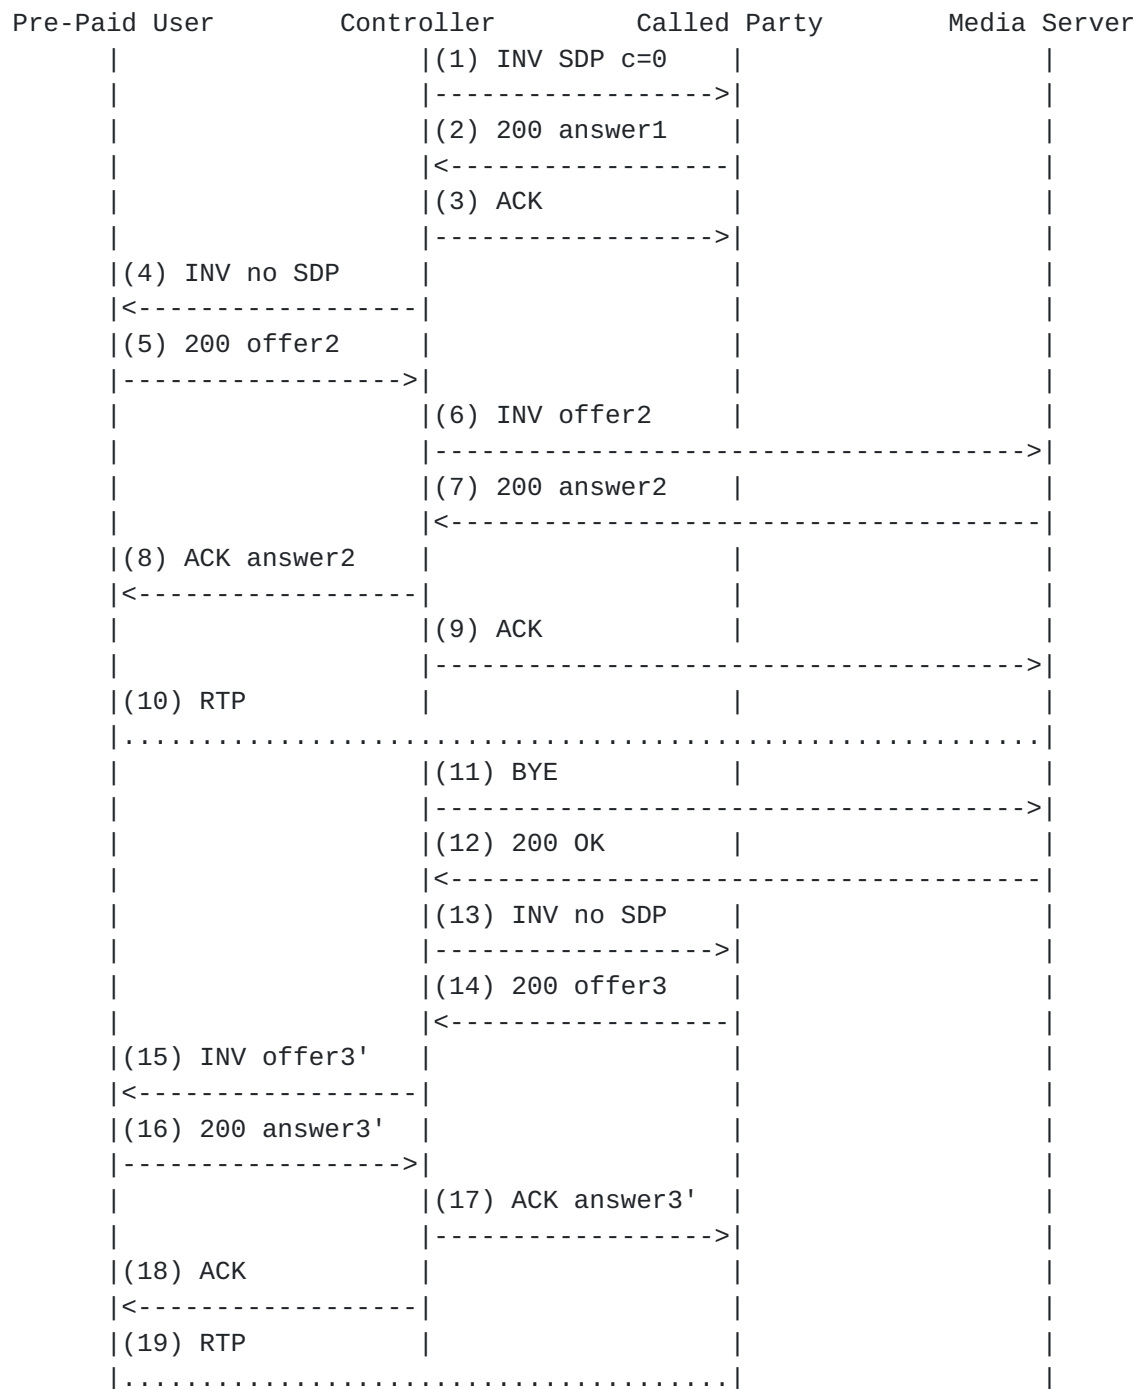 Pre-Paid User Controller Called Party Media Server
(1) INV SDP c=0
(2) 200 answer1
(3) ACK
(4) INV no SDP
(5) 200 offer2
(6) INV offer2
(7) 200 answer2
(8) ACK answer2
(9) ACK
(10) RTP
(11) BYE
(12) 200 OK
(13) INV no SDP
(14) 200 offer3
(15) INV offer3'
(16) 200 answer3'
(17) ACK answer3'
(18) ACK
(19) RTP